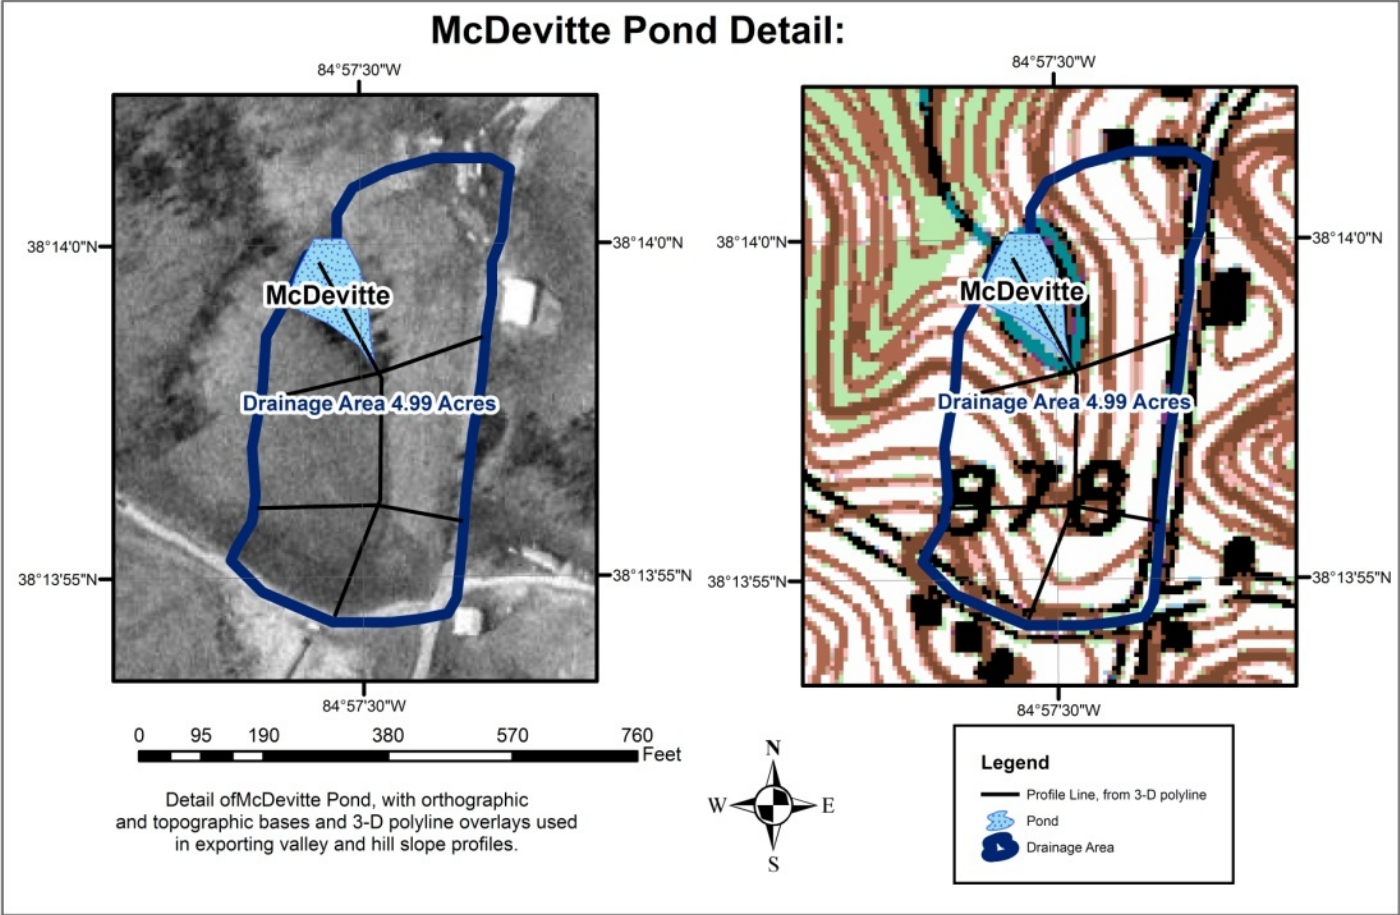 McDevitte Pond Detail:
84°57'30"W
84°57'30"W
38°14'0"N
38°14'0"N
38°14'0"N
38°14'0"N
McDevitte
McDevitte
Drainage Area 4.99 Acres
Drainage Area 4.99 Acres
978
38°13'55"N
38°13'55"N
38°13'55"N
38°13'55"N
84°57'30"W
84°57'30"W
0 95 190 380 570 760
Feet
Detail ofMcDevitte Pond, with orthographic
and topographic bases and 3-D polyline overlays used
in exporting valley and hill slope profiles.
N
W E
S
Legend
Profile Line, from 3-D polyline
Pond
Drainage Area